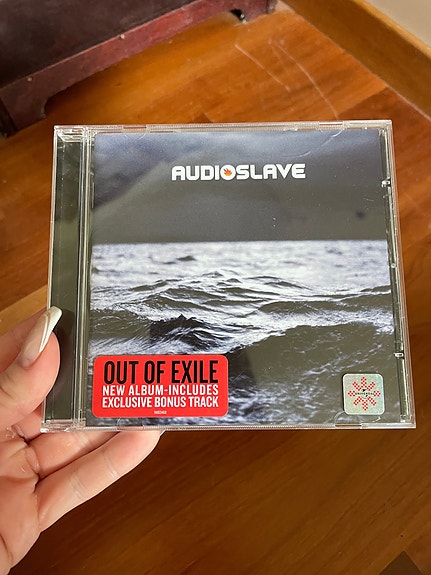 AUDIOSLAVE
OUT OF EXILE
NEW ALBUM-INCLUDES
EXCLUSIVE BONUS TRACK